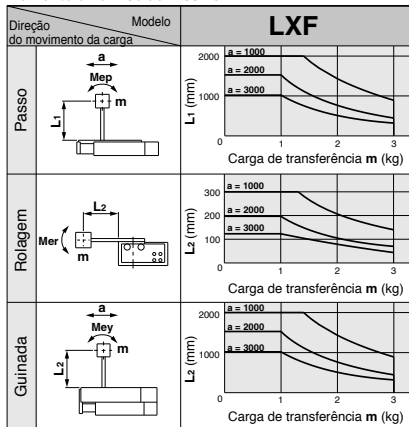 Modelo
Direção
do movimento da carga
LXF
Passo
a
Mep
m
L1
L1 (mm)
2000
1000
0
a = 1000
a = 2000
a = 3000
1 2 3
Carga de transferência m (kg)
Rolagem
L2
Mer
m
L2 (mm)
300
200
100
0
a = 1000
a = 2000
a = 3000
1 2 3
Carga de transferência m (kg)
Guinada
a
Mey
m
L2
L2 (mm)
2000
1000
0
a = 1000
a = 2000
a = 3000
1 2 3
Carga de transferência m (kg)